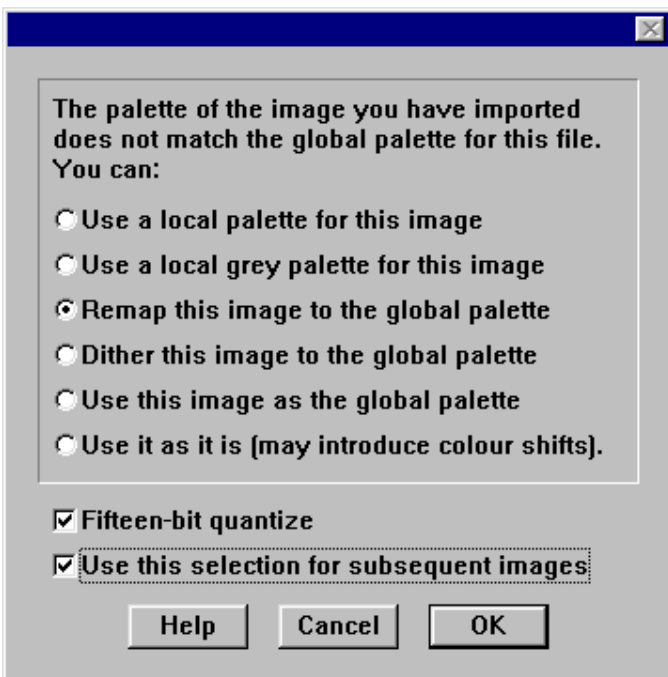 The palette of the image you have imported
does not match the global palette for this file.
You can:
Use a local palette for this image
Use a local grey palette for this image
Remap this image to the global palette
Dither this image to the global palette
Use this image as the global palette
Use it as it is (may introduce colour shifts).
Fifteen-bit quantize
Use this selection for subsequent images
Help Cancel OK